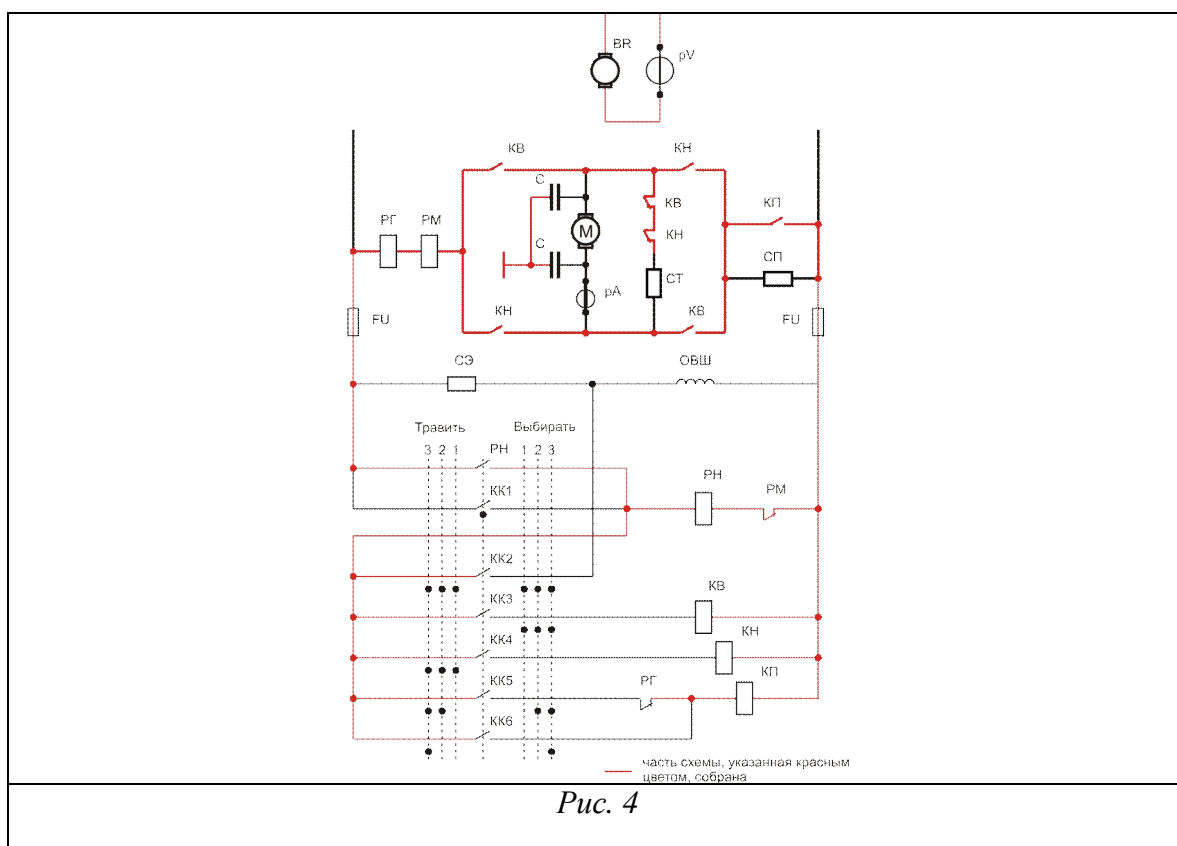 BR
pV
КВ
КН
С
КП
РГ
РМ
М
КВ
КН
С
СП
рА
СТ
КН
КВ
FU
FU
СЭ
ОВШ
Травить
Выбирать
3 2 1
РН
1 2 3
КК1
РН
РМ
КК2
КК3
КВ
КК4
КН
КК5
РГ
КП
КК6
часть схемы, указанная красным
цветом, собрана
Рис. 4